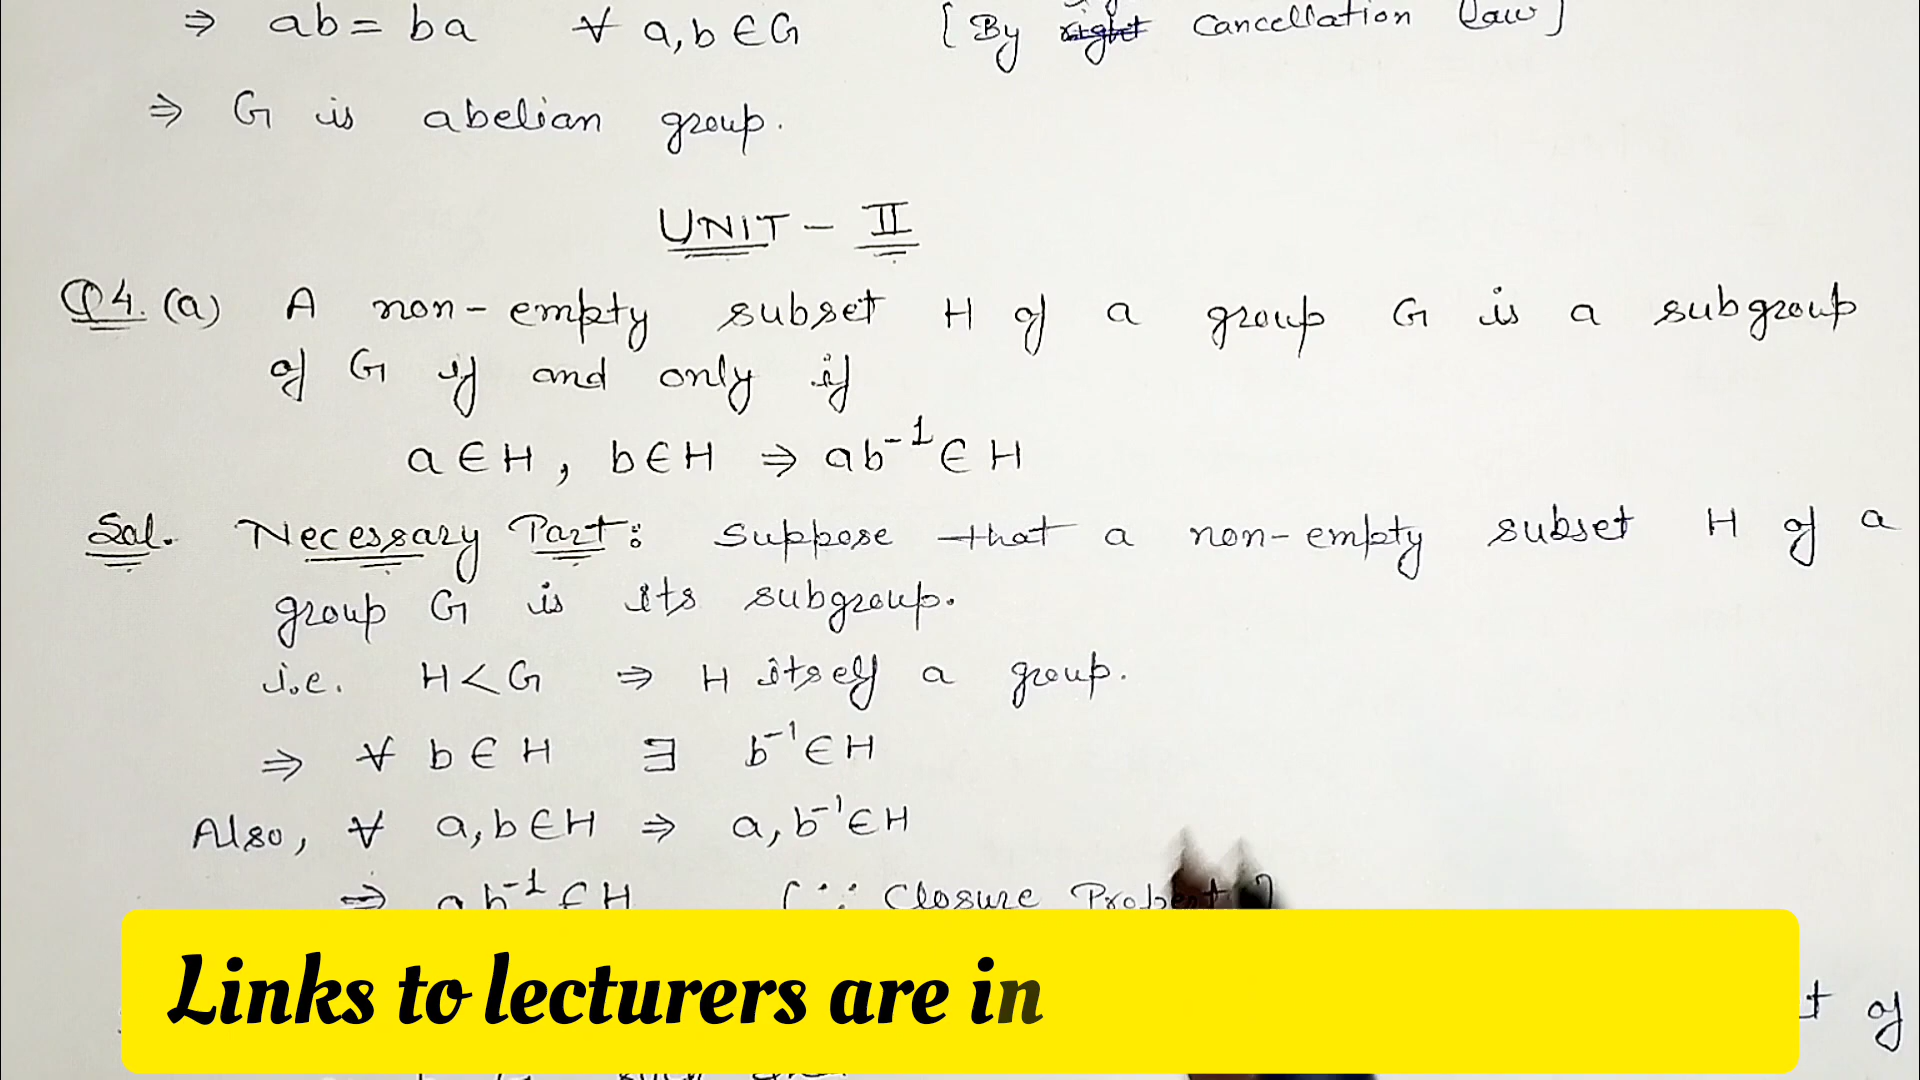 ⇒ ab = ba ∀ a,b ∈ G [By right Cancellation law]
⇒ G is abelian group.
UNIT - II
Q4. (a) A non-empty subset H of a group G is a subgroup
of G if and only if
a ∈ H, b ∈ H ⇒ ab⁻¹ ∈ H
Sol. Necessary Part: Suppose that a non-empty subset H of a
group G is its subgroup.
i.e. H < G ⇒ H itself a group.
⇒ ∀ b ∈ H ∃ b⁻¹ ∈ H
Also, ∀ a,b ∈ H ⇒ a, b⁻¹ ∈ H
⇒ ab⁻¹ ∈ H (∵ Closure
Links to lecturers are in
of